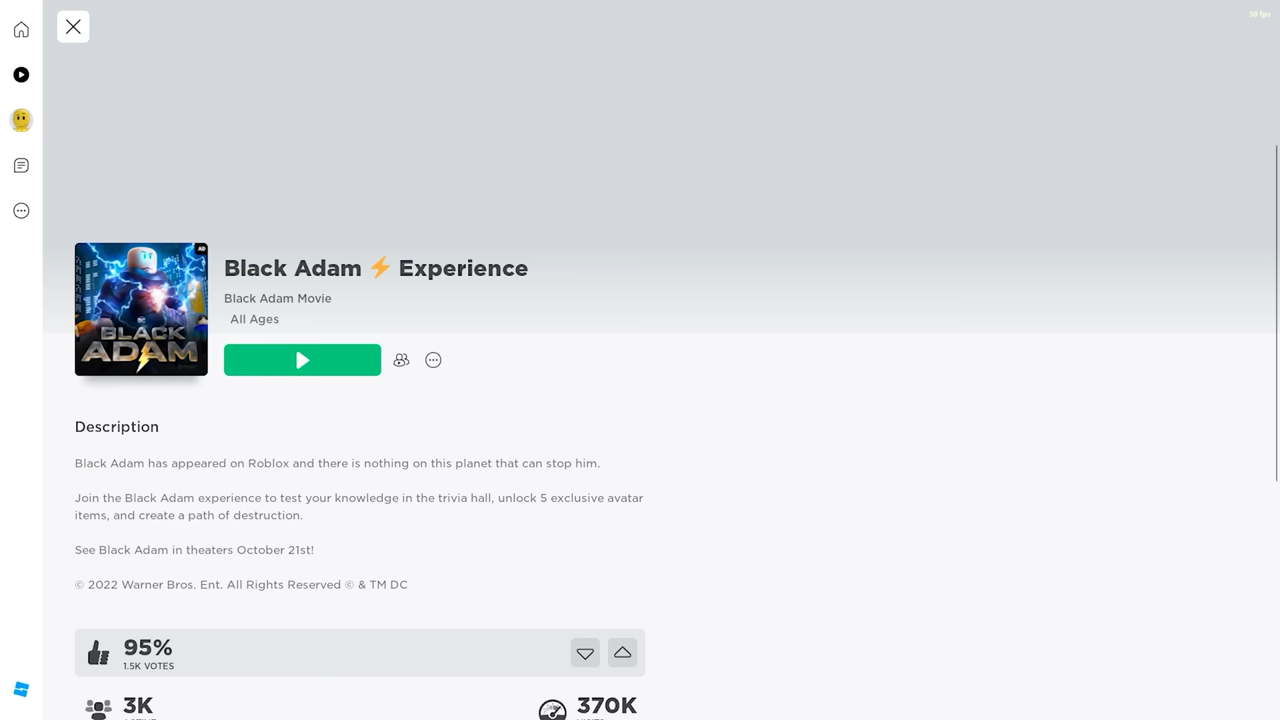 59 fps
AD
BLACK
ADAM
Black Adam ⚡ Experience
Black Adam Movie
All Ages
Description
Black Adam has appeared on Roblox and there is nothing on this planet that can stop him.
Join the Black Adam experience to test your knowledge in the trivia hall, unlock 5 exclusive avatar
items, and create a path of destruction.
See Black Adam in theaters October 21st!
© 2022 Warner Bros. Ent. All Rights Reserved © & TM DC
95%
1.5K VOTES
3K
370K